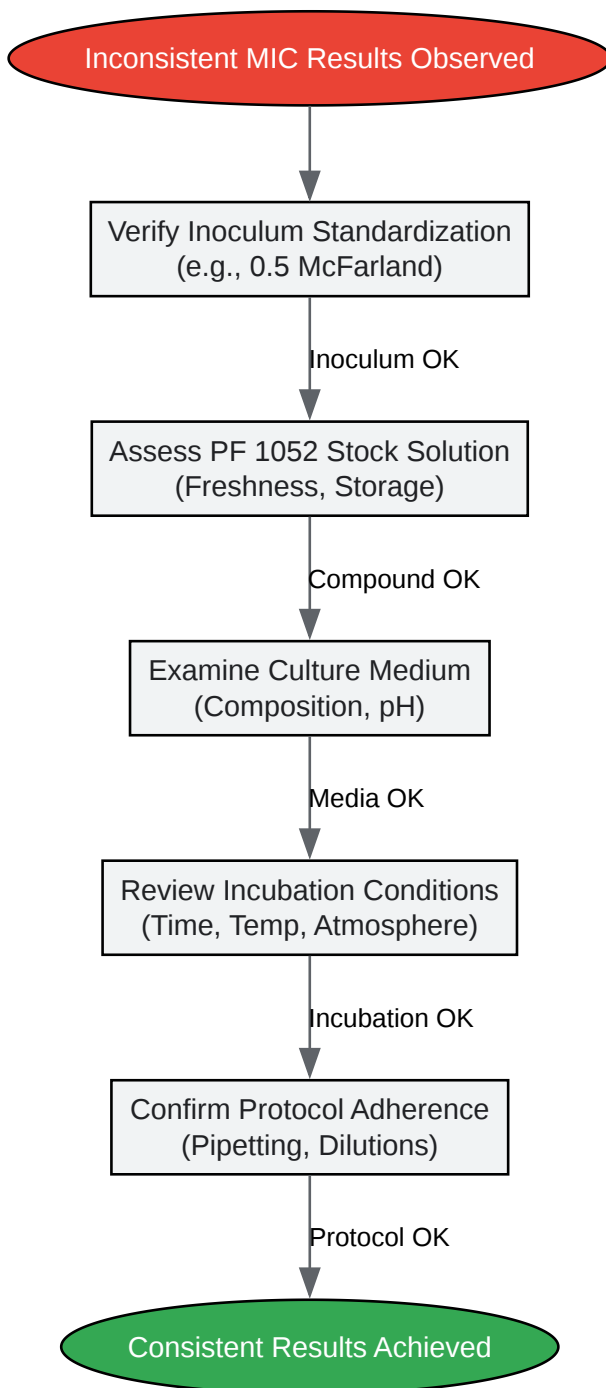 Inconsistent MIC Results Observed
Verify Inoculum Standardization
(e.g., 0.5 McFarland)
Inoculum OK
Assess PF 1052 Stock Solution
(Freshness, Storage)
Compound OK
Examine Culture Medium
(Composition, pH)
Media OK
Review Incubation Conditions
(Time, Temp, Atmosphere)
Incubation OK
Confirm Protocol Adherence
(Pipetting, Dilutions)
Protocol OK
Consistent Results Achieved